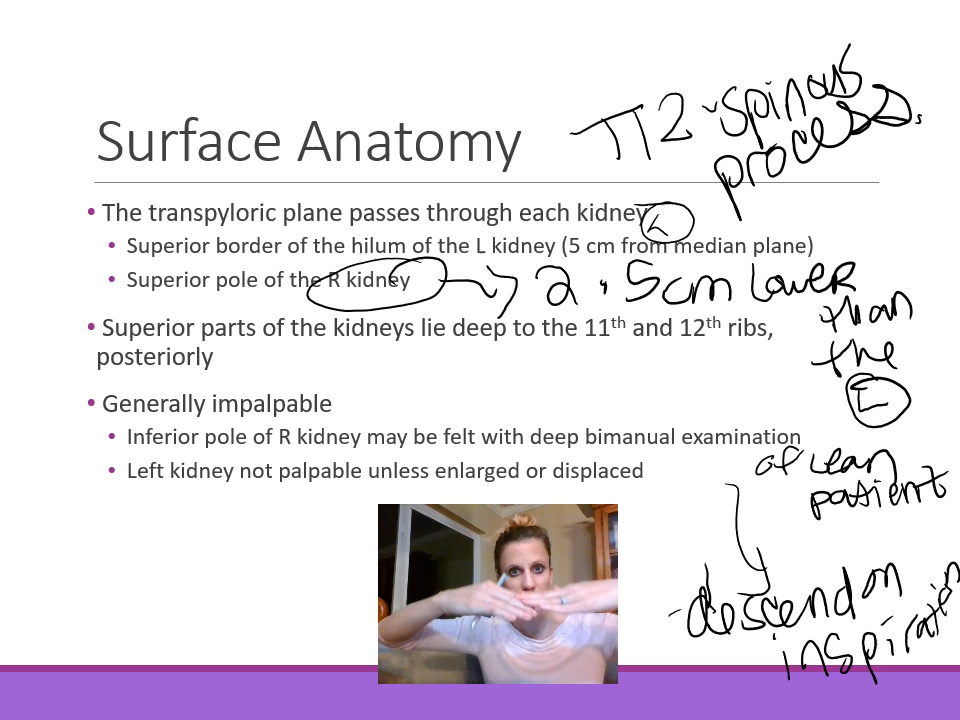 Surface Anatomy
T12 - spinous
process.
• The transpyloric plane passes through each kidney
L
• Superior border of the hilum of the L kidney (5 cm from median plane)
• Superior pole of the R kidney
→ 2.5cm lower
than
the
L
• Superior parts of the kidneys lie deep to the 11th and 12th ribs,
posteriorly
• Generally impalpable
• Inferior pole of R kidney may be felt with deep bimanual examination
of lean
patient
• Left kidney not palpable unless enlarged or displaced
- descend on
inspiration